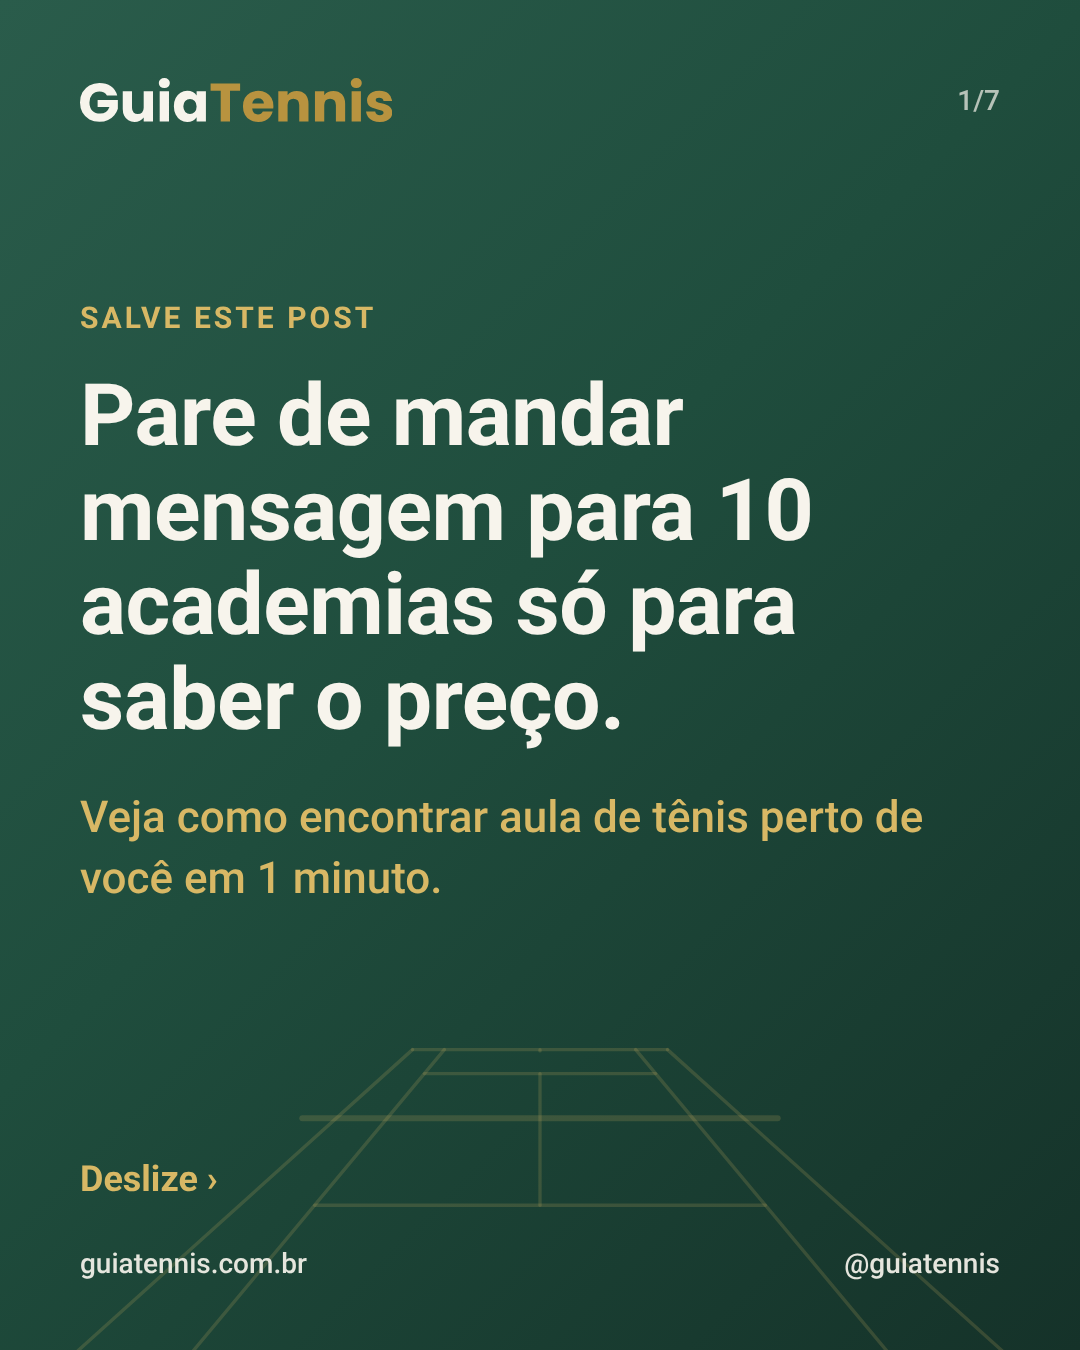 GuiaTennis
1/7
SALVE ESTE POST
Pare de mandar
mensagem para 10
academias só para
saber o preço.
Veja como encontrar aula de tênis perto de
você em 1 minuto.
Deslize ›
guiatennis.com.br
@guiatennis